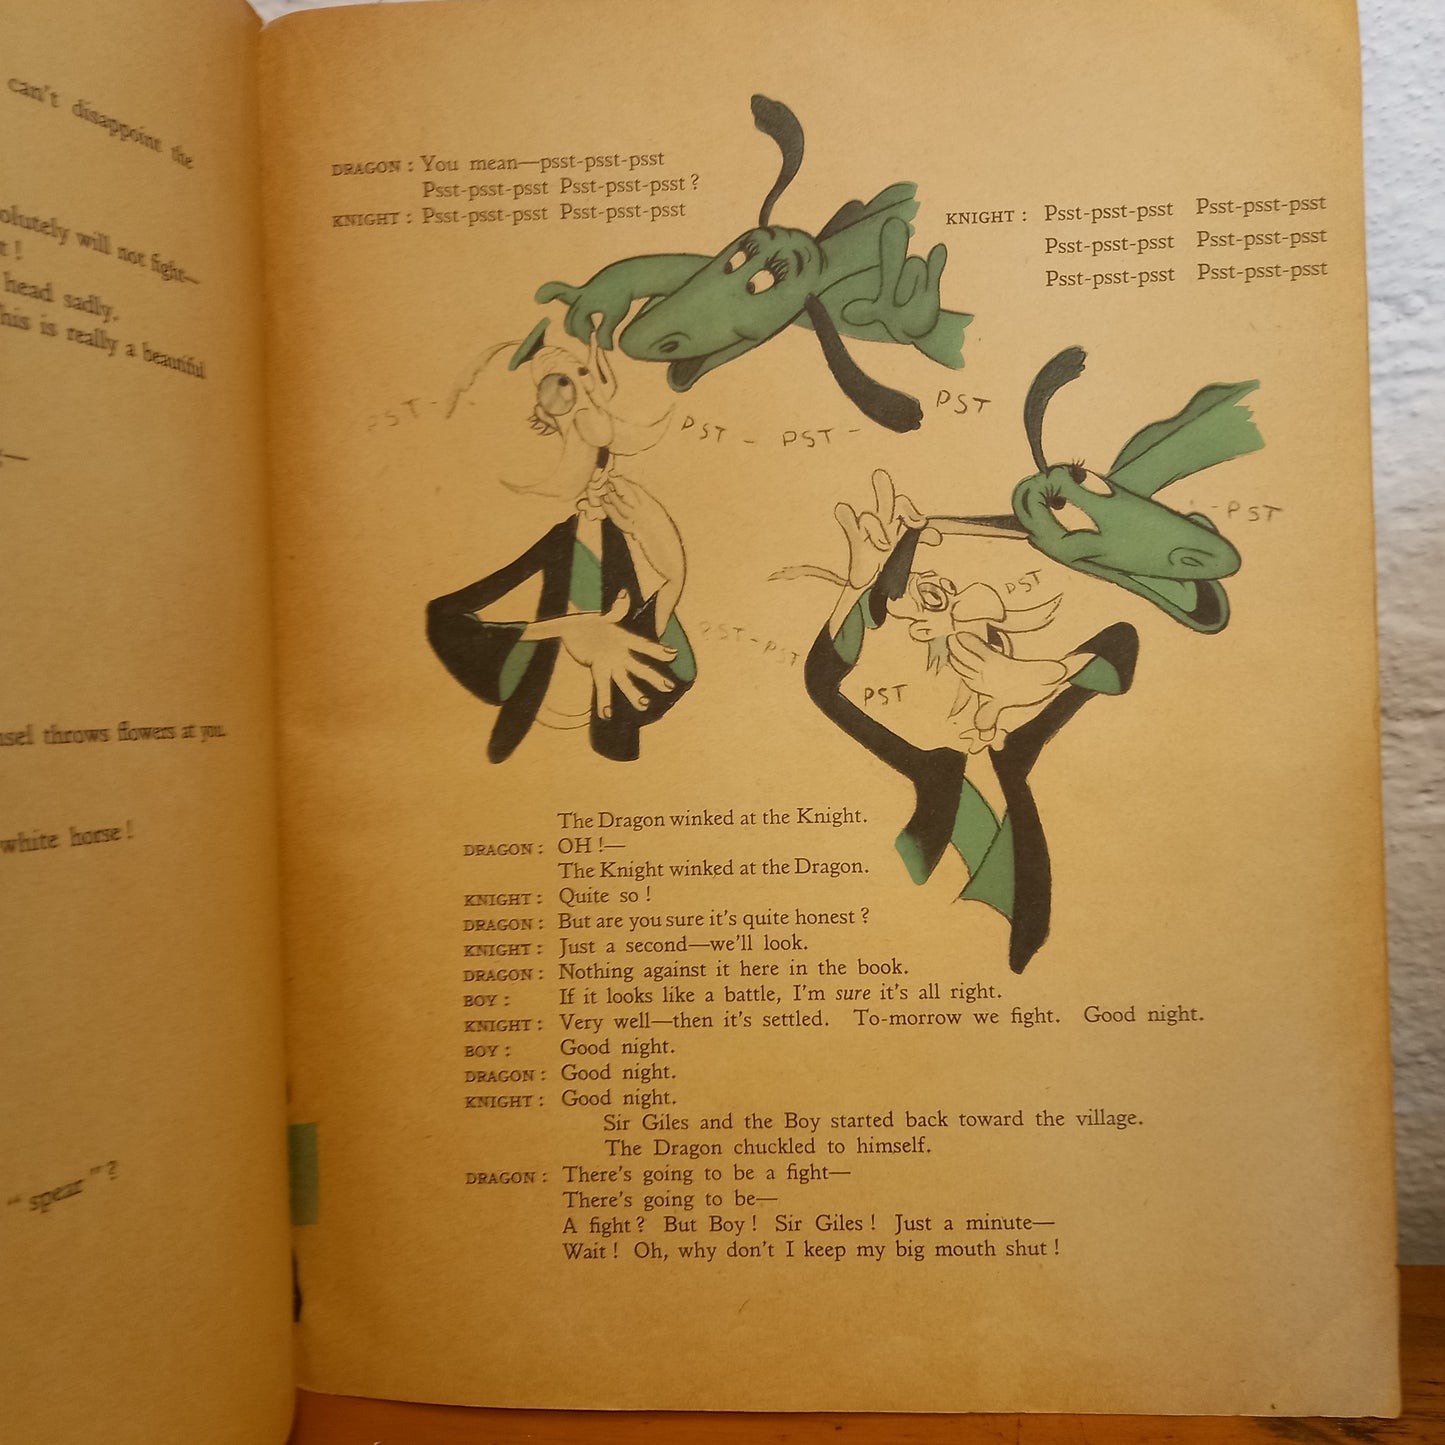 can't disappoint the
olutely will not fight—
t !
head sadly.
his is really a beautiful
sel throws flowers at you.
white horse !
" spear " ?
DRAGON : You mean—psst-psst-psst
Psst-psst-psst Psst-psst-psst ?
KNIGHT : Psst-psst-psst Psst-psst-psst
KNIGHT : Psst-psst-psst Psst-psst-psst
Psst-psst-psst Psst-psst-psst
Psst-psst-psst Psst-psst-psst
PST -
PST - PST -
PST
- PST
PST
PST - PST
PST
The Dragon winked at the Knight.
DRAGON : OH !—
The Knight winked at the Dragon.
KNIGHT : Quite so !
DRAGON : But are you sure it's quite honest ?
KNIGHT : Just a second—we'll look.
DRAGON : Nothing against it here in the book.
BOY : If it looks like a battle, I'm sure it's all right.
KNIGHT : Very well—then it's settled. To-morrow we fight. Good night.
BOY : Good night.
DRAGON : Good night.
KNIGHT : Good night.
Sir Giles and the Boy started back toward the village.
The Dragon chuckled to himself.
DRAGON : There's going to be a fight—
There's going to be—
A fight ? But Boy ! Sir Giles ! Just a minute—
Wait ! Oh, why don't I keep my big mouth shut !